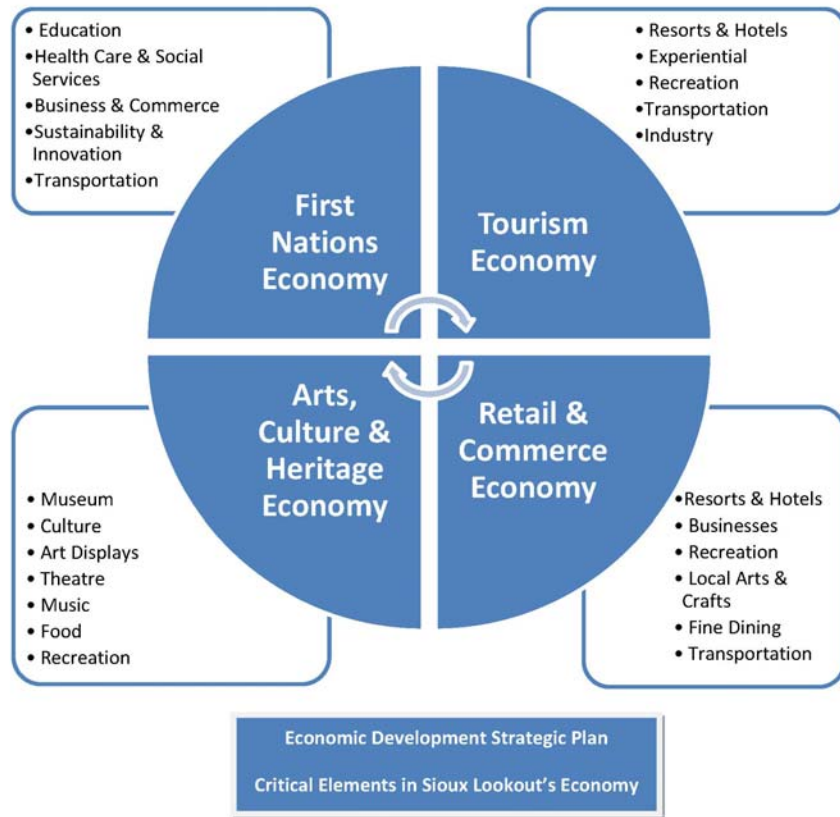 • Education
•Health Care & Social
Services
•Business & Commerce
•Sustainability &
Innovation
•Transportation
• Resorts & Hotels
• Experiential
• Recreation
•Transportation
•Industry
First
Nations
Economy
Tourism
Economy
Arts,
Culture &
Heritage
Economy
Retail &
Commerce
Economy
• Museum
• Culture
• Art Displays
• Theatre
• Music
• Food
• Recreation
•Resorts & Hotels
• Businesses
• Recreation
• Local Arts &
Crafts
• Fine Dining
• Transportation
Economic Development Strategic Plan
Critical Elements in Sioux Lookout's Economy